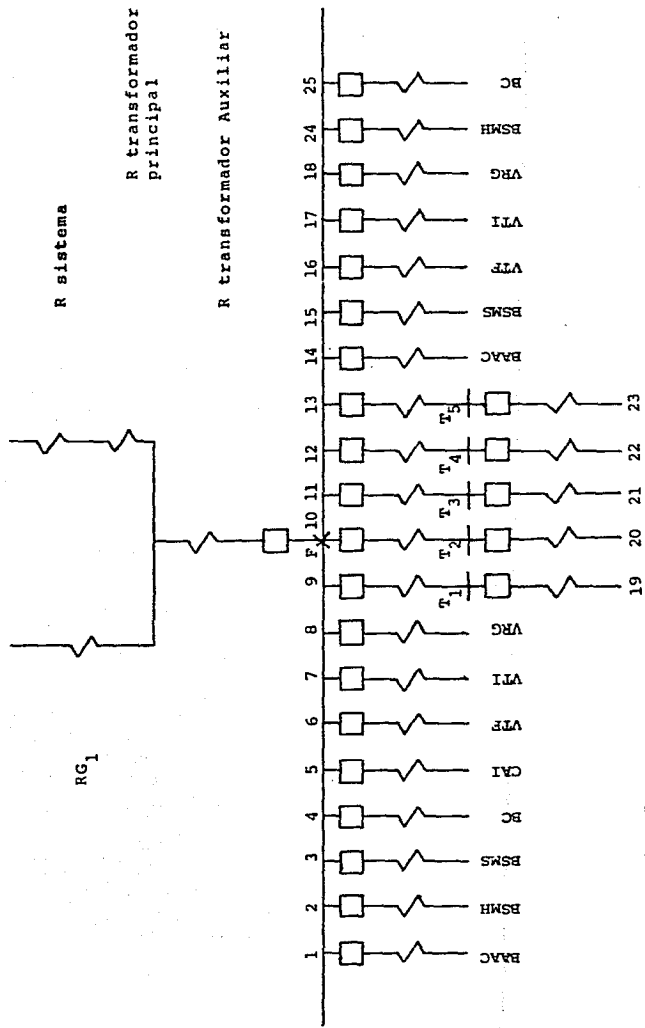 R sistema
R transformador
principal
R transformador Auxiliar
RG1
1 2 3 4 5 6 7 8 9 F 10 11 12 13 14 15 16 17 18 24 25
BAAC BSMH BSMS BC CAI VTF VTI VRG T1 T2 T3 T4 T5 BAAC BSMS VTF VTI VRG BSMH BC
19 20 21 22 23